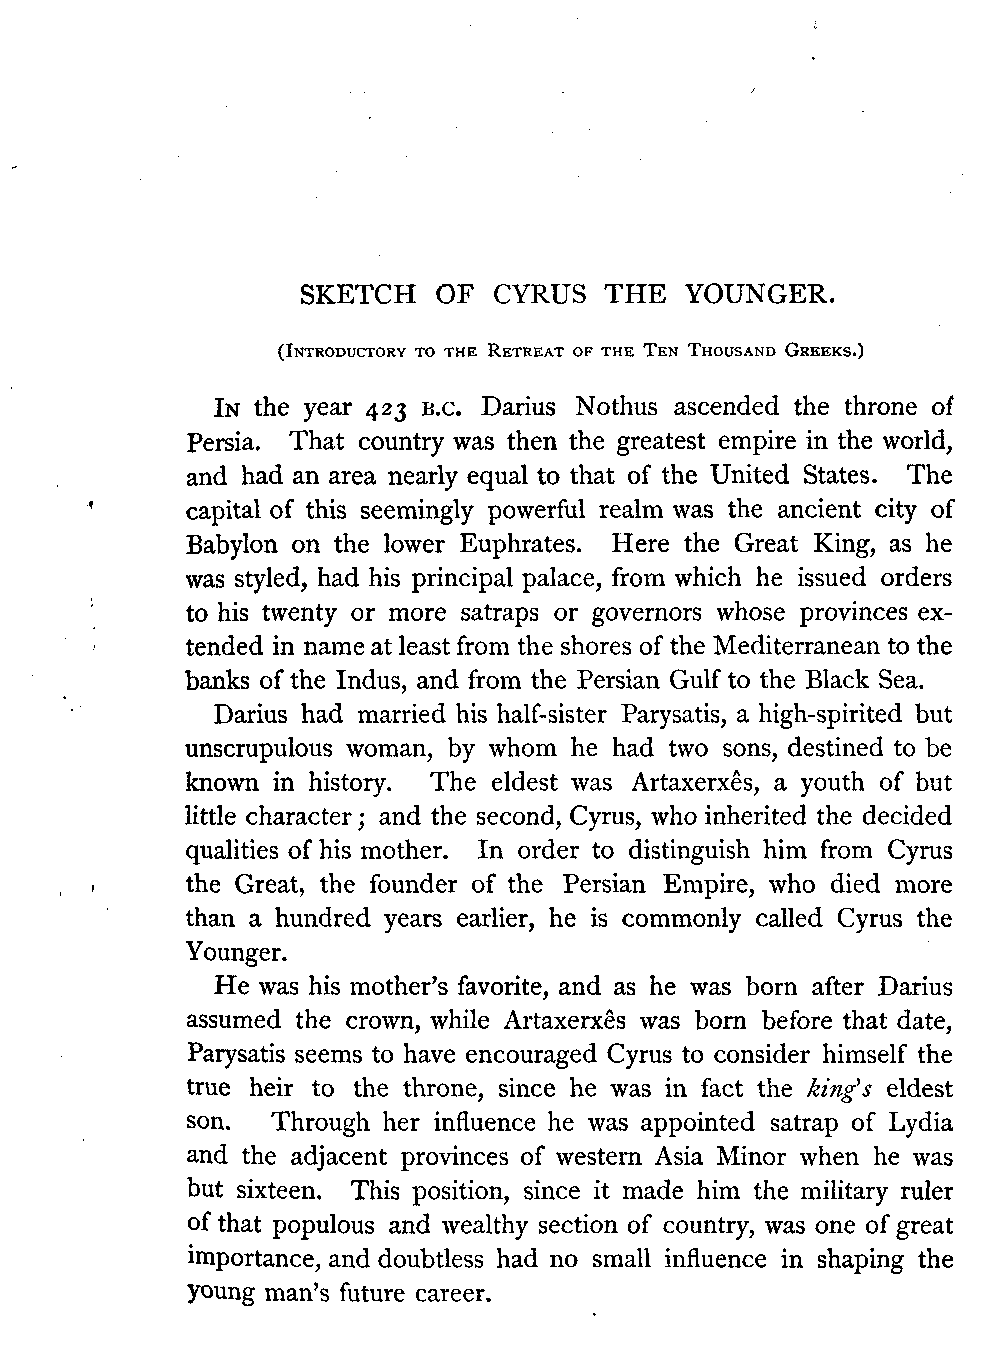 SKETCH OF CYRUS THE YOUNGER.
(Introductory to the Retreat of the Ten Thousand Greeks.)
In the year 423 B.C. Darius Nothus ascended the throne of
Persia. That country was then the greatest empire in the world,
and had an area nearly equal to that of the United States. The
capital of this seemingly powerful realm was the ancient city of
Babylon on the lower Euphrates. Here the Great King, as he
was styled, had his principal palace, from which he issued orders
to his twenty or more satraps or governors whose provinces ex-
tended in name at least from the shores of the Mediterranean to the
banks of the Indus, and from the Persian Gulf to the Black Sea.
Darius had married his half-sister Parysatis, a high-spirited but
unscrupulous woman, by whom he had two sons, destined to be
known in history. The eldest was Artaxerxês, a youth of but
little character; and the second, Cyrus, who inherited the decided
qualities of his mother. In order to distinguish him from Cyrus
the Great, the founder of the Persian Empire, who died more
than a hundred years earlier, he is commonly called Cyrus the
Younger.
He was his mother's favorite, and as he was born after Darius
assumed the crown, while Artaxerxês was born before that date,
Parysatis seems to have encouraged Cyrus to consider himself the
true heir to the throne, since he was in fact the king's eldest
son. Through her influence he was appointed satrap of Lydia
and the adjacent provinces of western Asia Minor when he was
but sixteen. This position, since it made him the military ruler
of that populous and wealthy section of country, was one of great
importance, and doubtless had no small influence in shaping the
young man's future career.